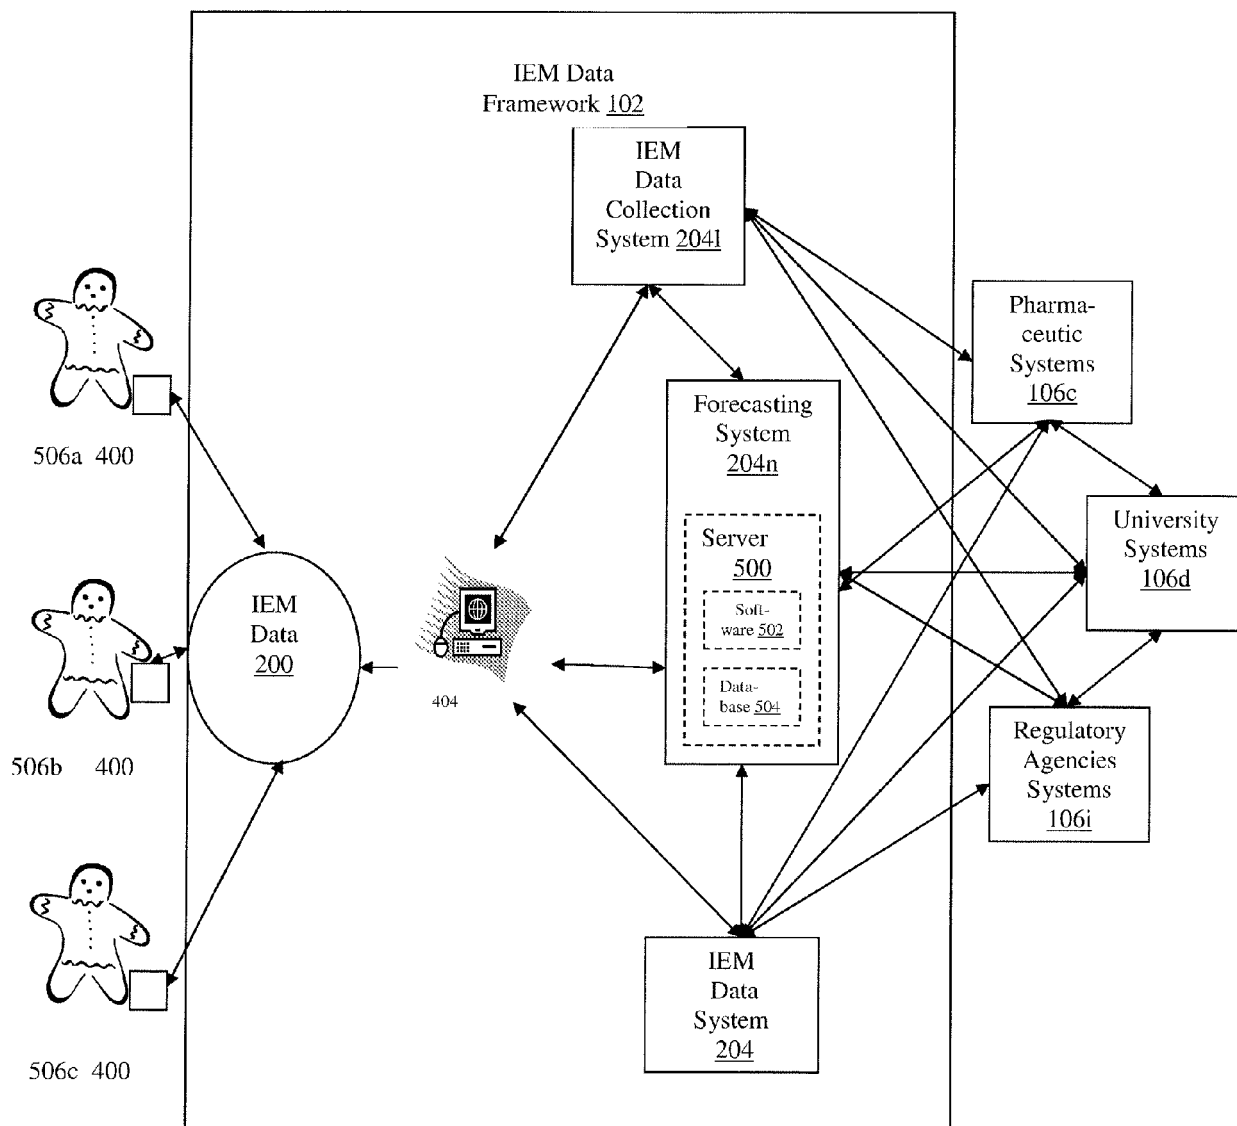 IEM Data
Framework 102
IEM
Data
Collection
System 204l
Pharma-
ceutic
Systems
106c
Forecasting
System
204n
506a 400
University
Systems
106d
Server
500
Soft-
ware 502
IEM
Data
200
Data-
base 504
404
506b 400
Regulatory
Agencies
Systems
106i
IEM
Data
System
204
506c 400